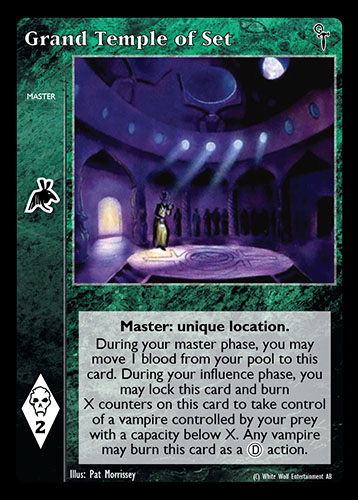 Grand Temple of Set
MASTER
Master: unique location.
During your master phase, you may
move 1 blood from your pool to this
card. During your influence phase, you
may lock this card and burn
X counters on this card to take control
of a vampire controlled by your prey
with a capacity below X. Any vampire
may burn this card as a Ⓓ action.
2
Illus: Pat Morrissey
(C) White Wolf Entertainment AB